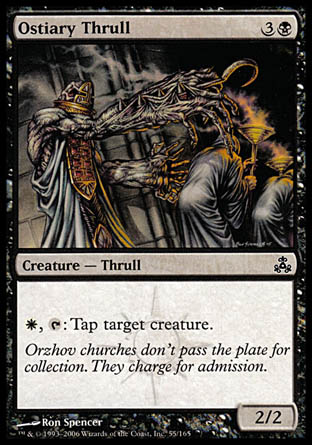 Ostiary Thrull 3
Creature — Thrull
, : Tap target creature.
Orzhov churches don't pass the plate for
collection. They charge for admission.
2/2
Ron Spencer
™ & © 1993–2006 Wizards of the Coast, Inc. 55/165